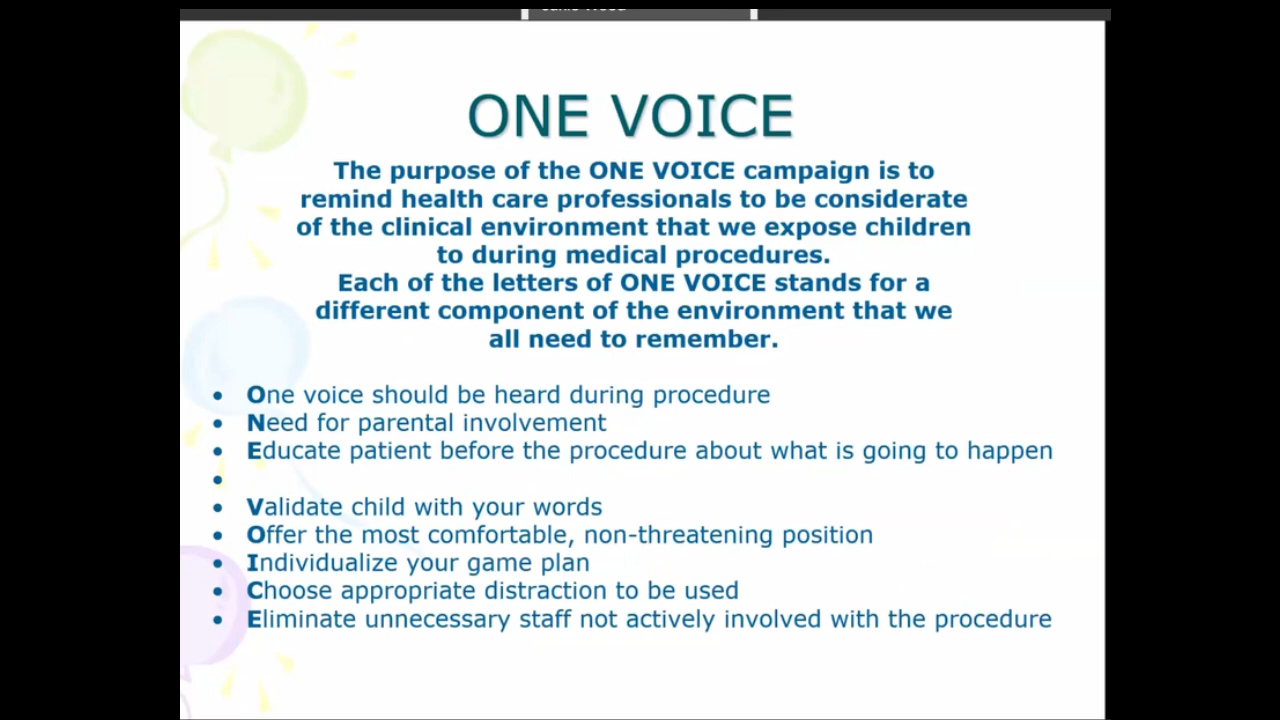 ONE VOICE
The purpose of the ONE VOICE campaign is to
remind health care professionals to be considerate
of the clinical environment that we expose children
to during medical procedures.
Each of the letters of ONE VOICE stands for a
different component of the environment that we
all need to remember.
• One voice should be heard during procedure
• Need for parental involvement
• Educate patient before the procedure about what is going to happen
•
• Validate child with your words
• Offer the most comfortable, non-threatening position
• Individualize your game plan
• Choose appropriate distraction to be used
• Eliminate unnecessary staff not actively involved with the procedure